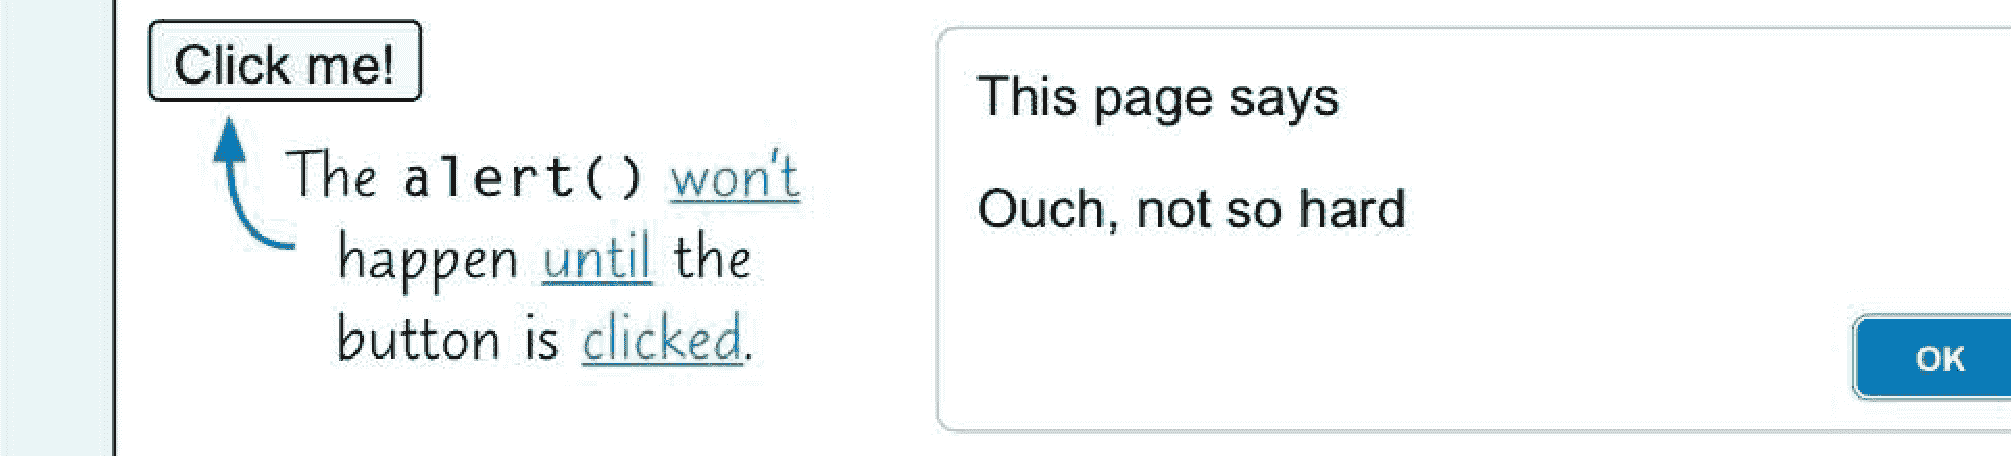 Click me!
The alert() won't
happen until the
button is clicked.
This page says
Ouch, not so hard
OK